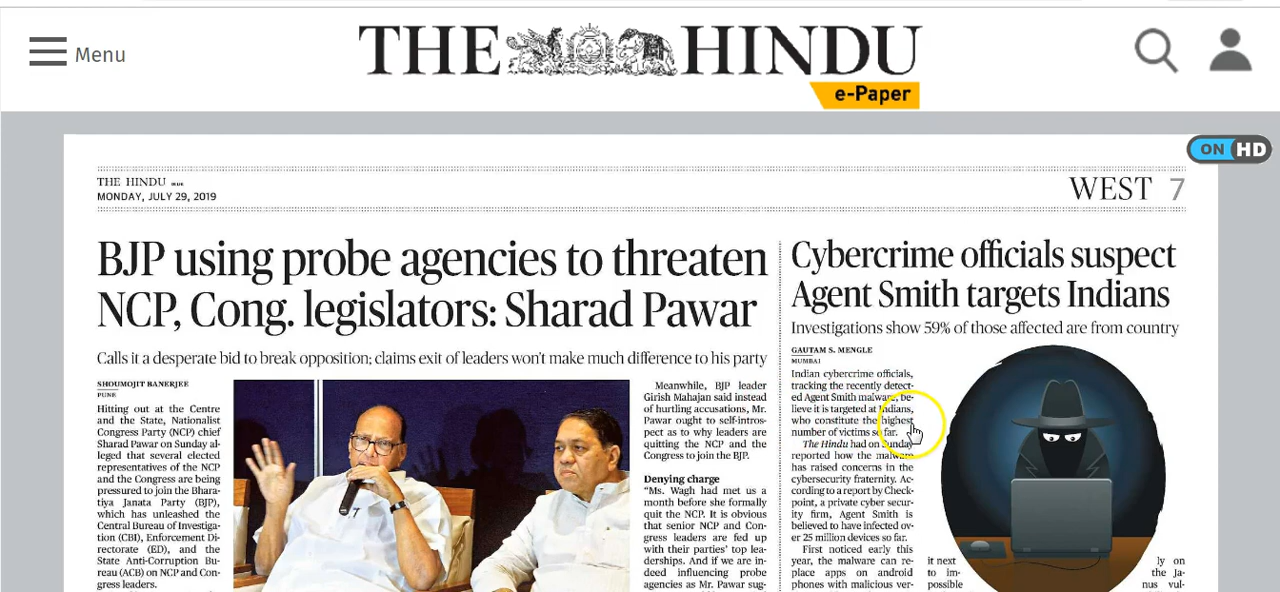 Menu
THE HINDU
e-Paper
ON HD
THE HINDU
MONDAY, JULY 29, 2019
WEST 7
BJP using probe agencies to threaten
NCP, Cong. legislators: Sharad Pawar
Calls it a desperate bid to break opposition; claims exit of leaders won't make much difference to his party
SHOUMOJIT BANERJEE
PUNE
Hitting out at the Centre
and the State, Nationalist
Congress Party (NCP) chief
Sharad Pawar on Sunday al-
leged that several elected
representatives of the NCP
and the Congress are being
pressured to join the Bhara-
tiya Janata Party (BJP),
which has unleashed the
Central Bureau of Investiga-
tion (CBI), Enforcement Di-
rectorate (ED), and the
State Anti-Corruption Bu-
reau (ACB) on NCP and Con-
gress leaders.
Meanwhile, BJP leader
Girish Mahajan said instead
of hurtling accusations, Mr.
Pawar ought to self-intros-
pect as to why leaders are
quitting the NCP and the
Congress to join the BJP.
Denying charge
“Ms. Wagh had met us a
month before she formally
quit the NCP. It is obvious
that senior NCP and Con-
gress leaders are fed up
with their parties’ top lea-
derships. And if we are in-
deed influencing probe
agencies as Mr. Pawar sug-
Cybercrime officials suspect
Agent Smith targets Indians
Investigations show 59% of those affected are from country
GAUTAM S. MENGLE
MUMBAI
Indian cybercrime officials,
tracking the recently detect-
ed Agent Smith malware, be-
lieve it is targeted at Indians,
who constitute the highest
number of victims so far.
The Hindu had on Sunday
reported how the malware
has raised concerns in the
cybersecurity fraternity. Ac-
cording to a report by Check-
point, a private cyber secur-
ity firm, Agent Smith is
believed to have infected ov-
er 25 million devices so far.
First noticed early this
year, the malware can re-
place apps on android
phones with malicious ver-
it next
to im-
possible
ly on
the Ja-
nus vul-